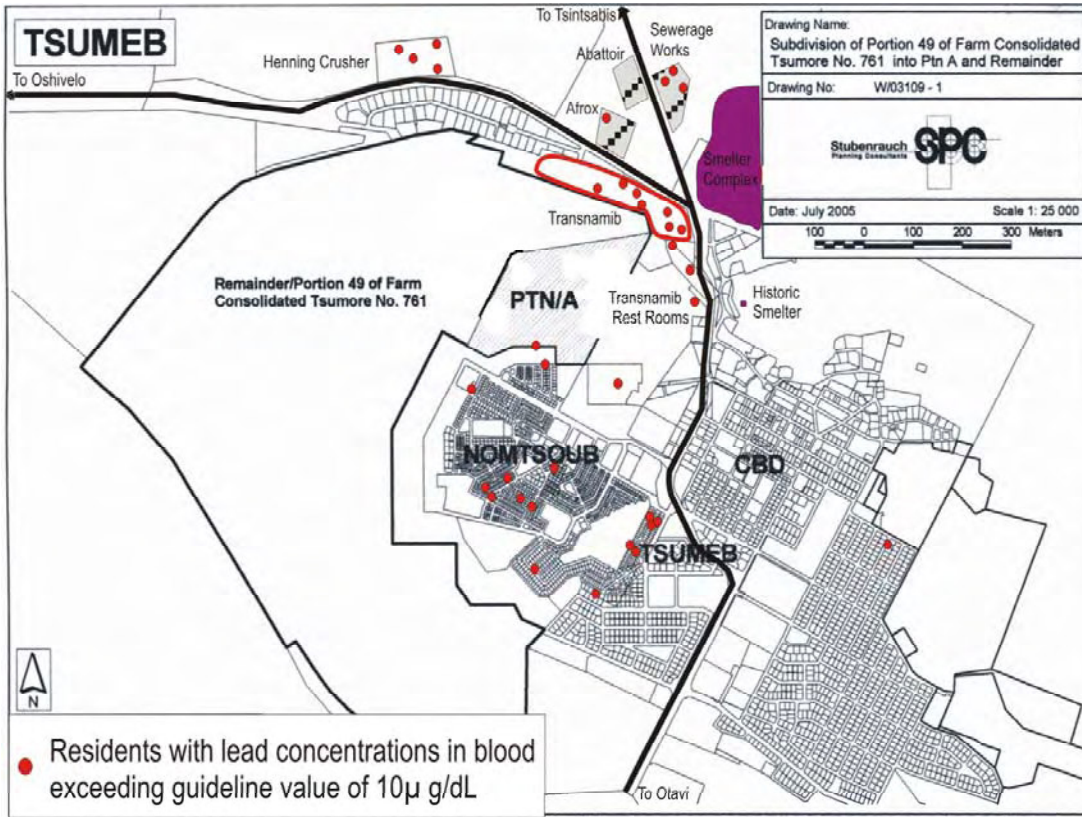 TSUMEB
To Oshivelo
Henning Crusher
To Tsintsabis
Abattoir
Sewerage
Works
Afrox
Smelter
Complex
Transnamib
Drawing Name:
Subdivision of Portion 49 of Farm Consolidated
Tsumore No. 761 into Ptn A and Remainder
Drawing No: W/03109 - 1
Stubenrauch
Planning Consultants
SPC
Date: July 2005 Scale 1: 25 000
100 0 100 200 300 Meters
Remainder/Portion 49 of Farm
Consolidated Tsumore No. 761
PTN/A
Transnamib
Rest Rooms
Historic
Smelter
NOMTSOUB
CBD
TSUMEB
N
To Otavi
Residents with lead concentrations in blood
exceeding guideline value of 10µ g/dL